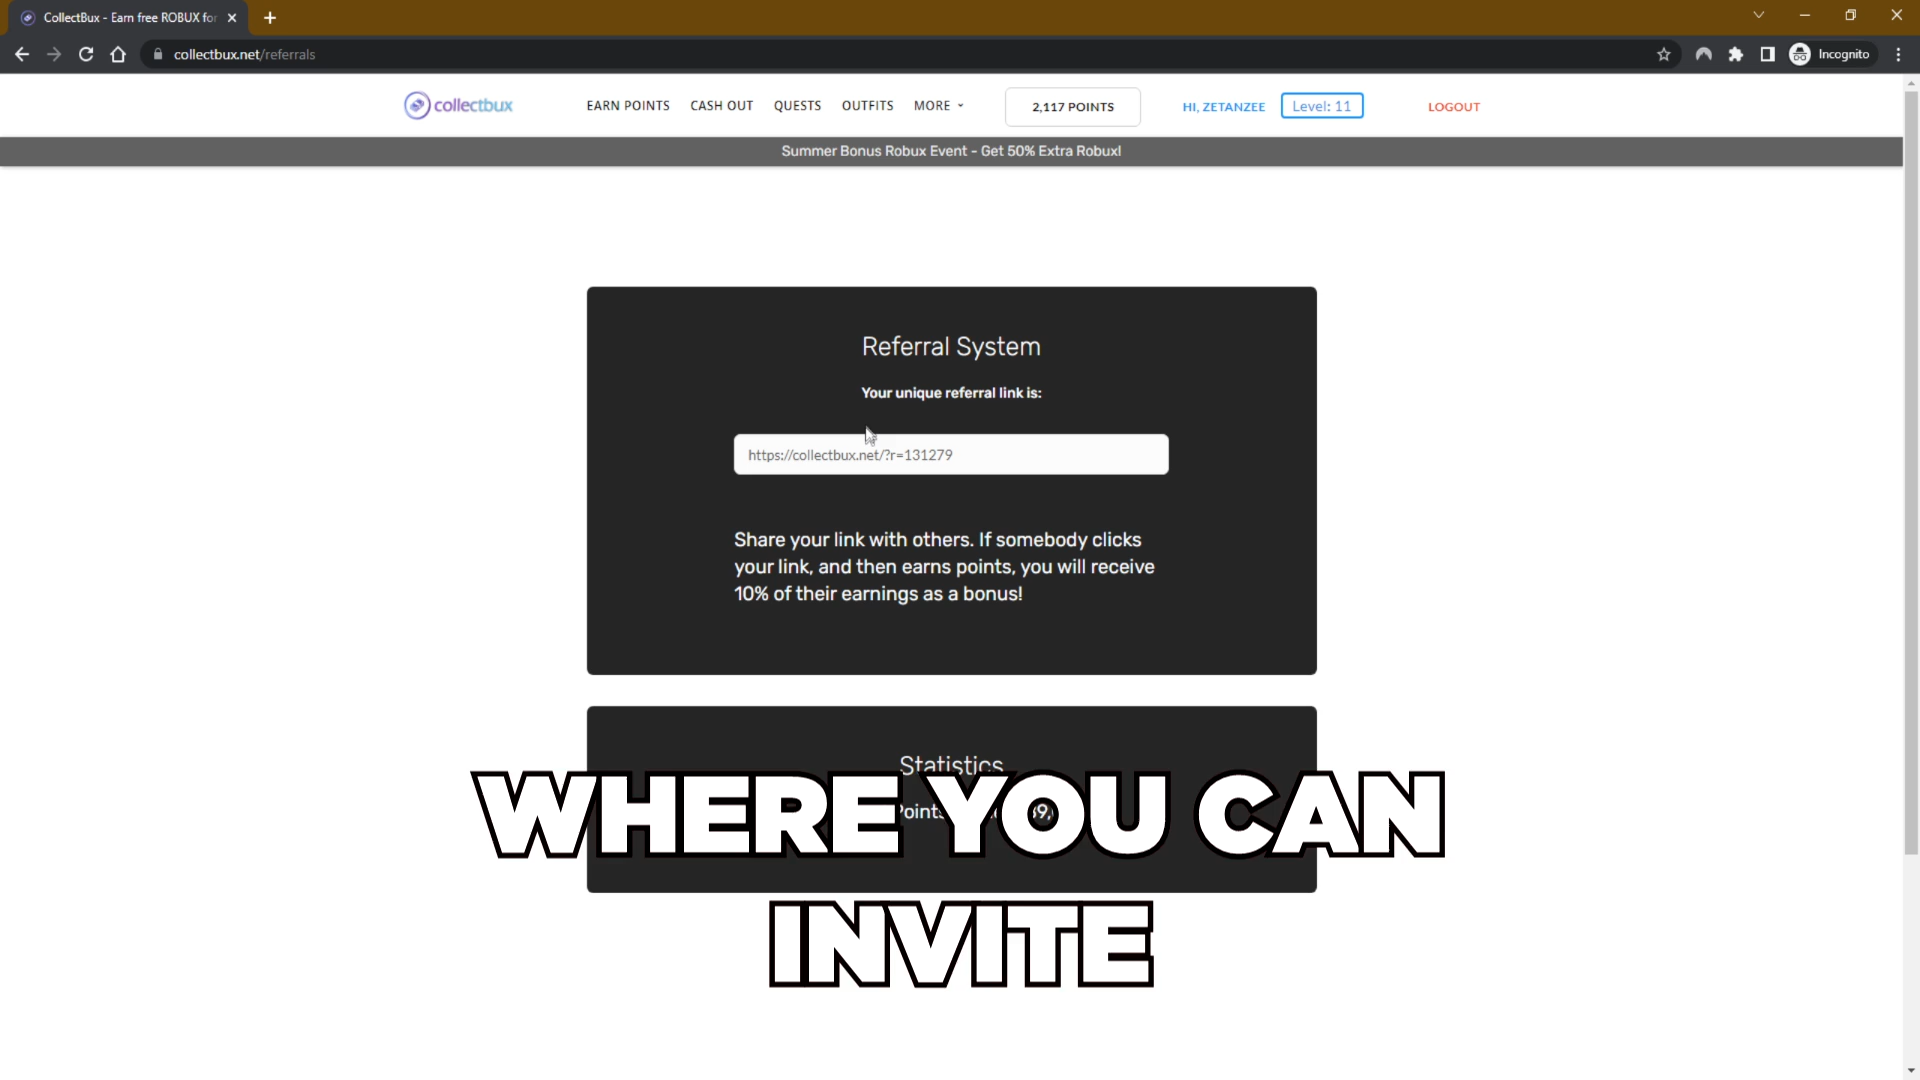 CollectBux - Earn free ROBUX for
collectbux.net/referrals
Incognito
collectbux
EARN POINTS
CASH OUT
QUESTS
OUTFITS
MORE
2,117 POINTS
HI, ZETANZEE
Level: 11
LOGOUT
Summer Bonus Robux Event - Get 50% Extra Robux!
Referral System
Your unique referral link is:
https://collectbux.net/?r=131279
Share your link with others. If somebody clicks
your link, and then earns points, you will receive
10% of their earnings as a bonus!
Statistics
Points
WHERE YOU CAN
INVITE